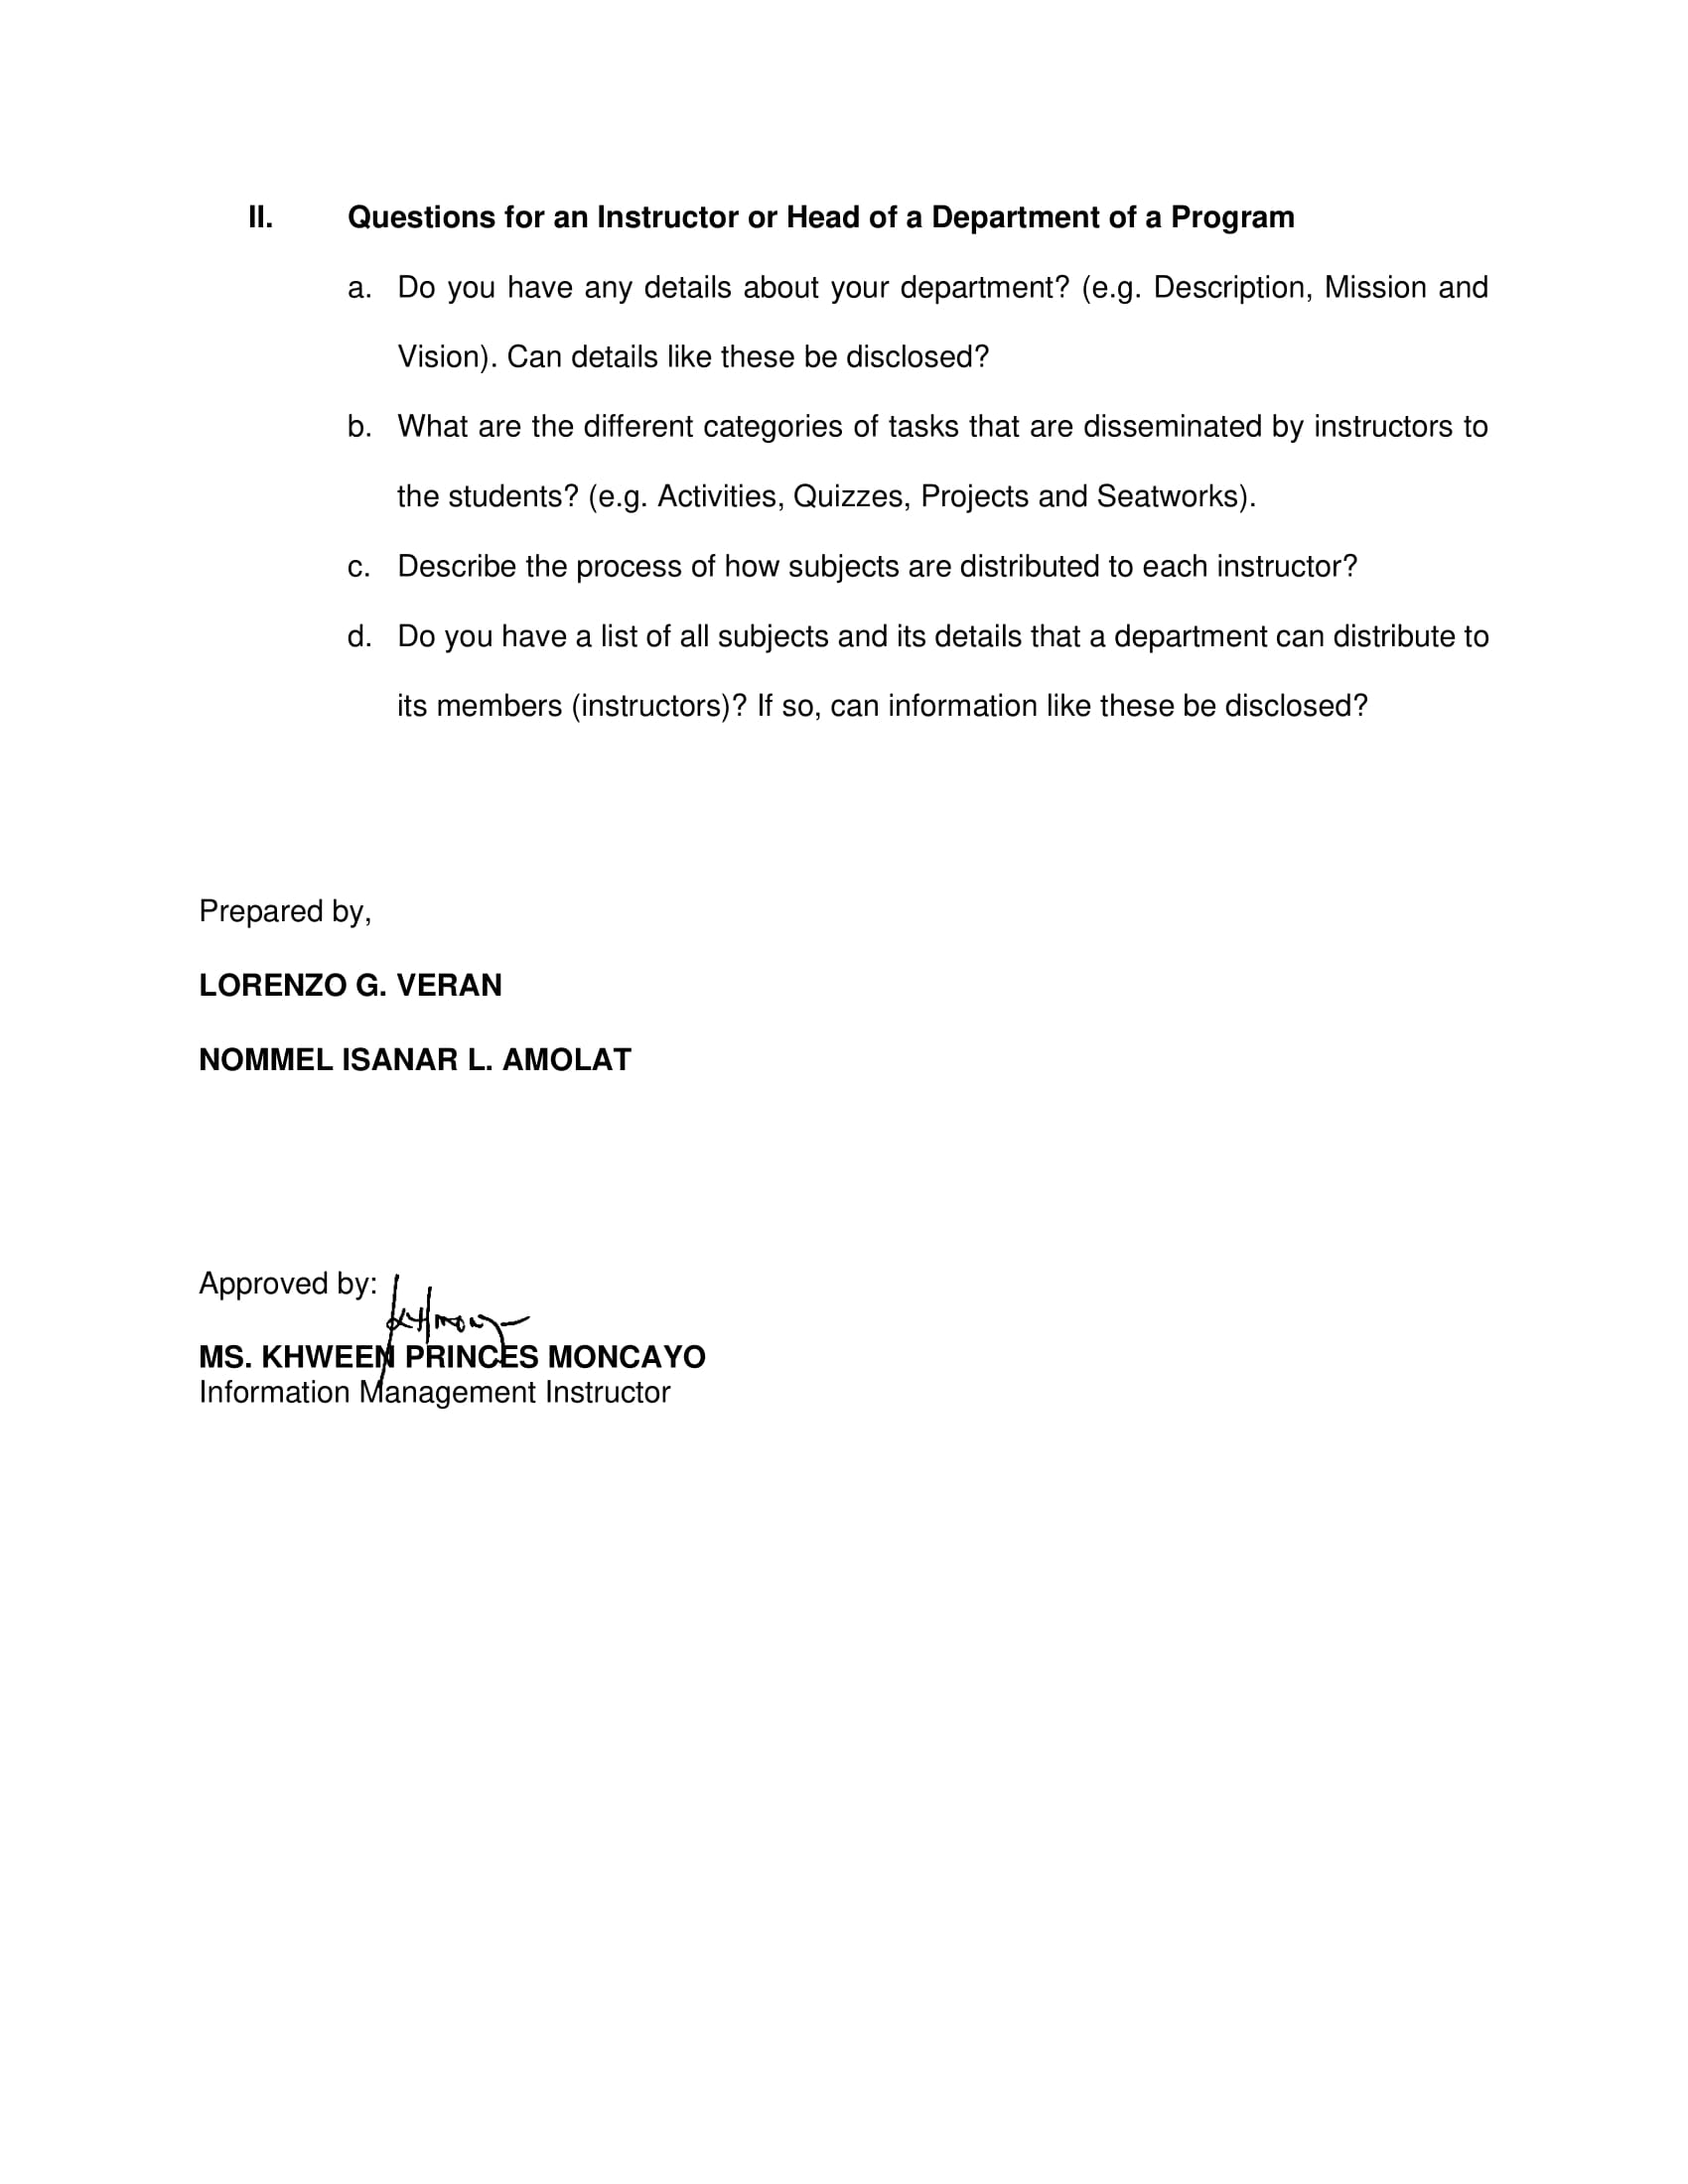 II. Questions for an Instructor or Head of a Department of a Program
a. Do you have any details about your department? (e.g. Description, Mission and
Vision). Can details like these be disclosed?
b. What are the different categories of tasks that are disseminated by instructors to
the students? (e.g. Activities, Quizzes, Projects and Seatworks).
c. Describe the process of how subjects are distributed to each instructor?
d. Do you have a list of all subjects and its details that a department can distribute to
its members (instructors)? If so, can information like these be disclosed?
Prepared by,
LORENZO G. VERAN
NOMMEL ISANAR L. AMOLAT
Approved by:
MS. KHWEEN PRINCES MONCAYO
Information Management Instructor